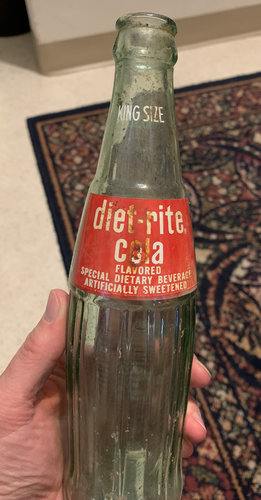 KING SIZE
diet-rite
cola
FLAVORED
SPECIAL DIETARY BEVERAGE
ARTIFICIALLY SWEETENED